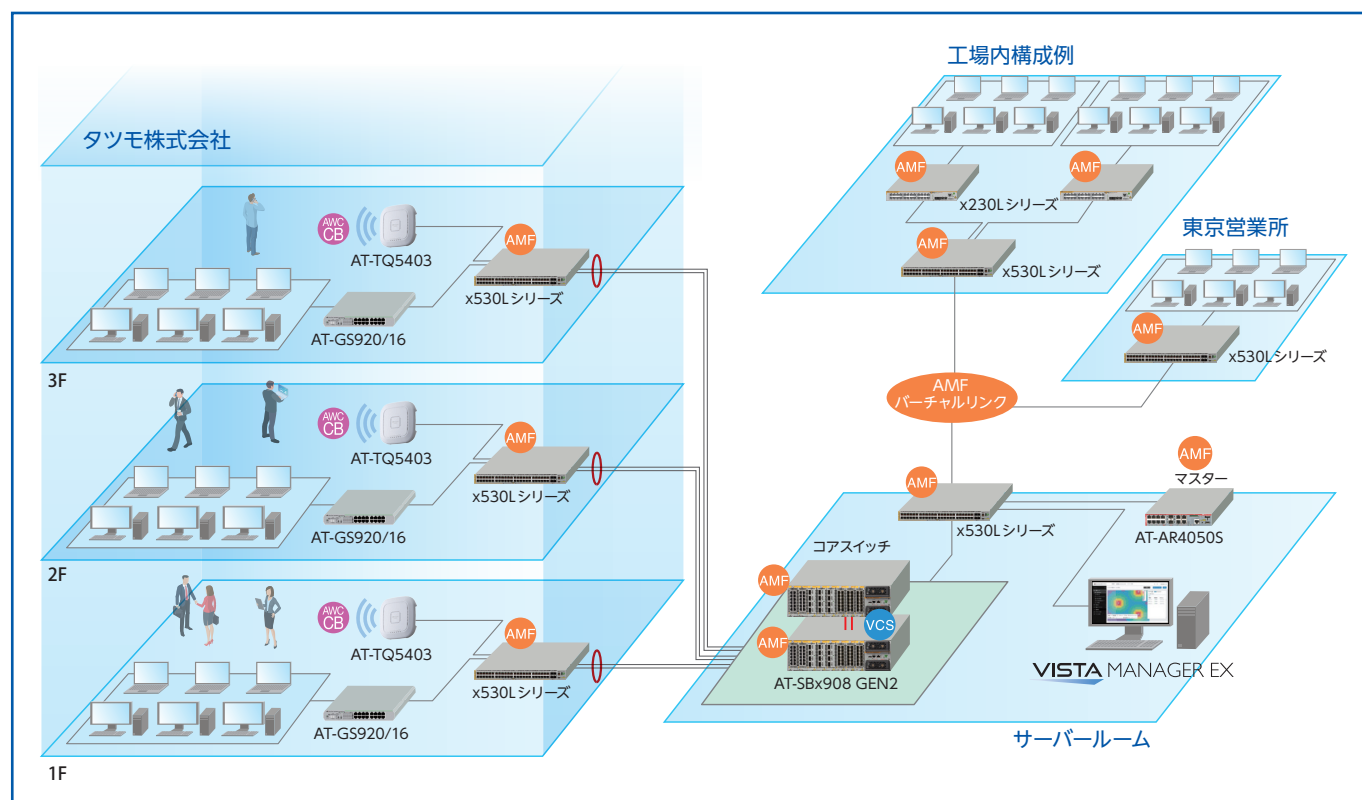 タツモ株式会社
AWC
CB
AT-TQ5403
AMF
x530Lシリーズ
AT-GS920/16
3F
AWC
CB
AT-TQ5403
AMF
x530Lシリーズ
AT-GS920/16
2F
AWC
CB
AT-TQ5403
AMF
x530Lシリーズ
AT-GS920/16
1F
工場内構成例
AMF
AMF
x230Lシリーズ
AMF
x530Lシリーズ
東京営業所
AMF
x530Lシリーズ
AMF
バーチャルリンク
AMF
x530Lシリーズ
AMF
マスター
AT-AR4050S
コアスイッチ
AMF
VCS
AMF
AT-SBx908 GEN2
VISTA MANAGER EX
サーバールーム